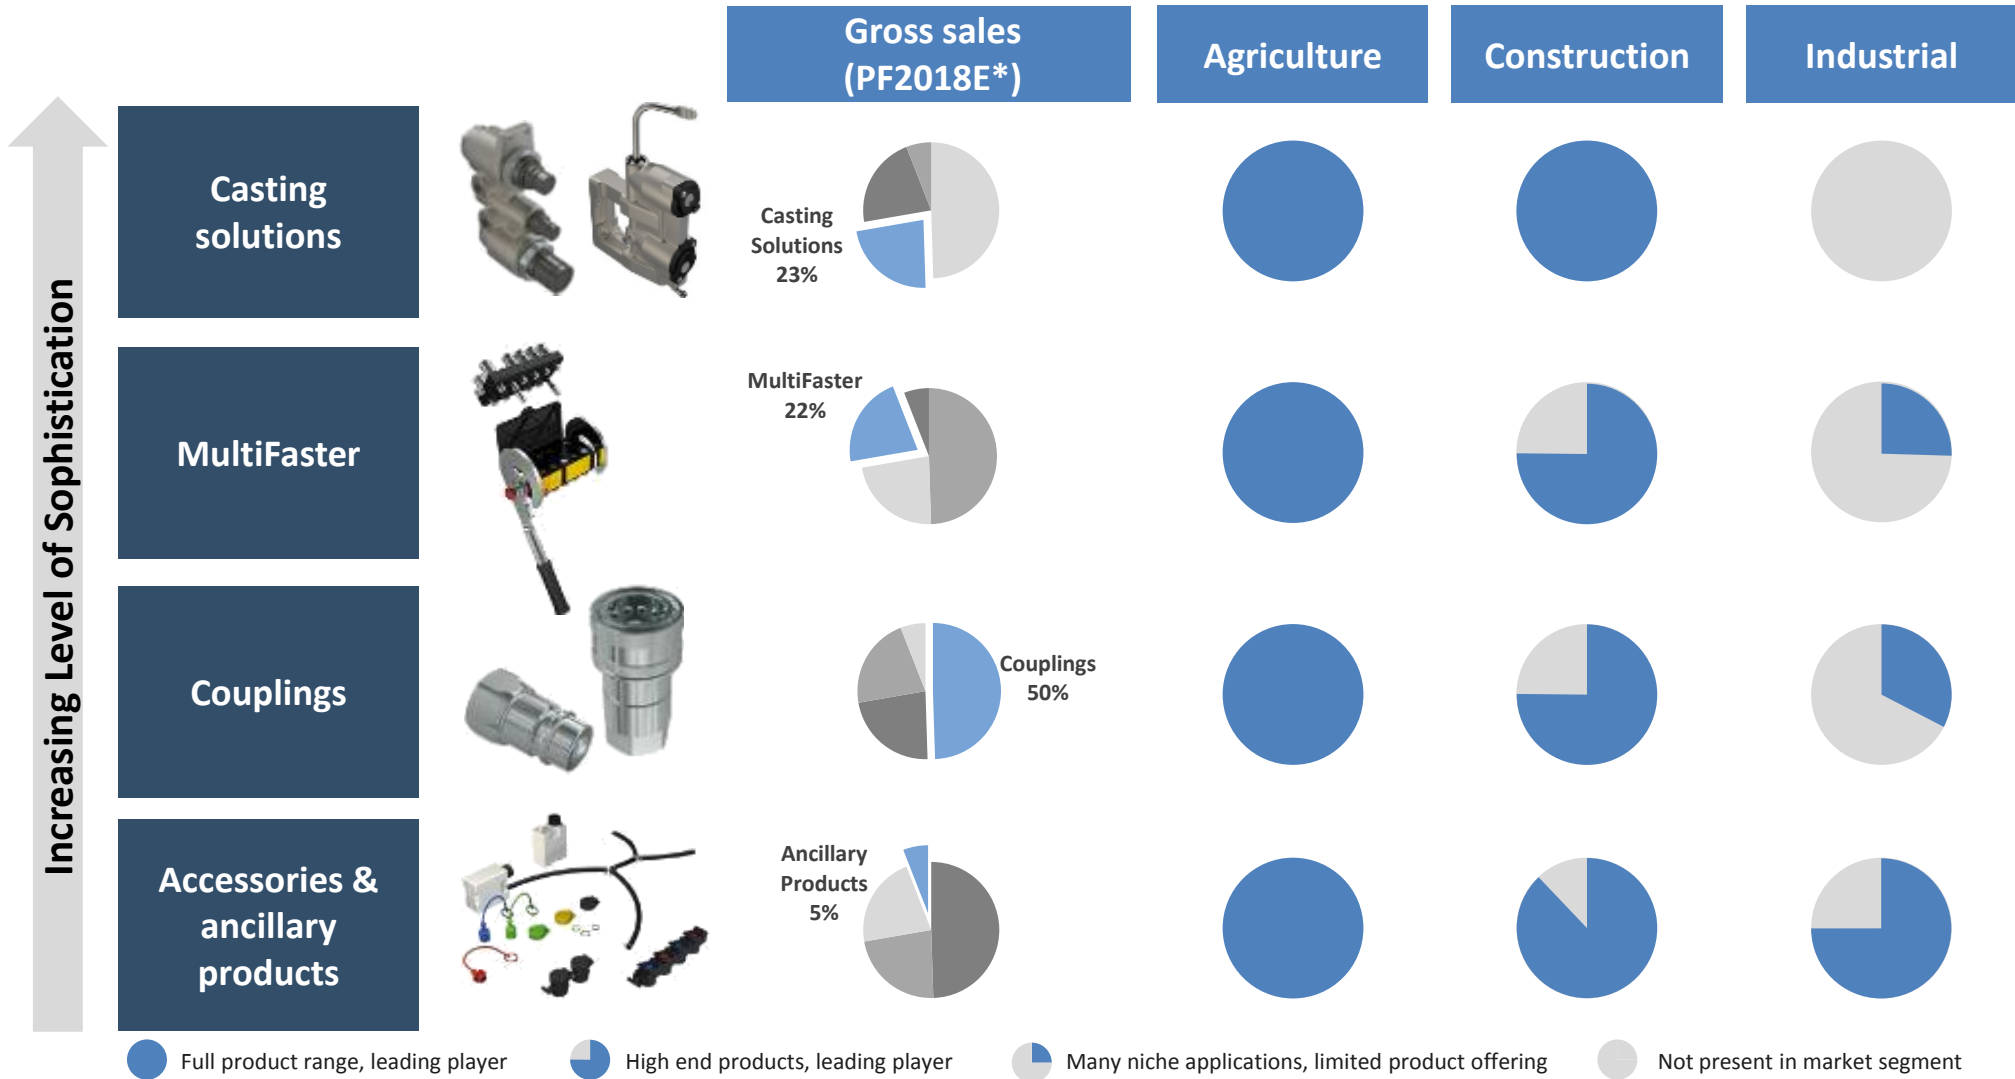 Gross sales
(PF2018E*)
Agriculture
Construction
Industrial
Increasing Level of Sophistication
Casting
solutions
Casting
Solutions
23%
MultiFaster
MultiFaster
22%
Couplings
Couplings
50%
Accessories &
ancillary
products
Ancillary
Products
5%
Full product range, leading player
High end products, leading player
Many niche applications, limited product offering
Not present in market segment